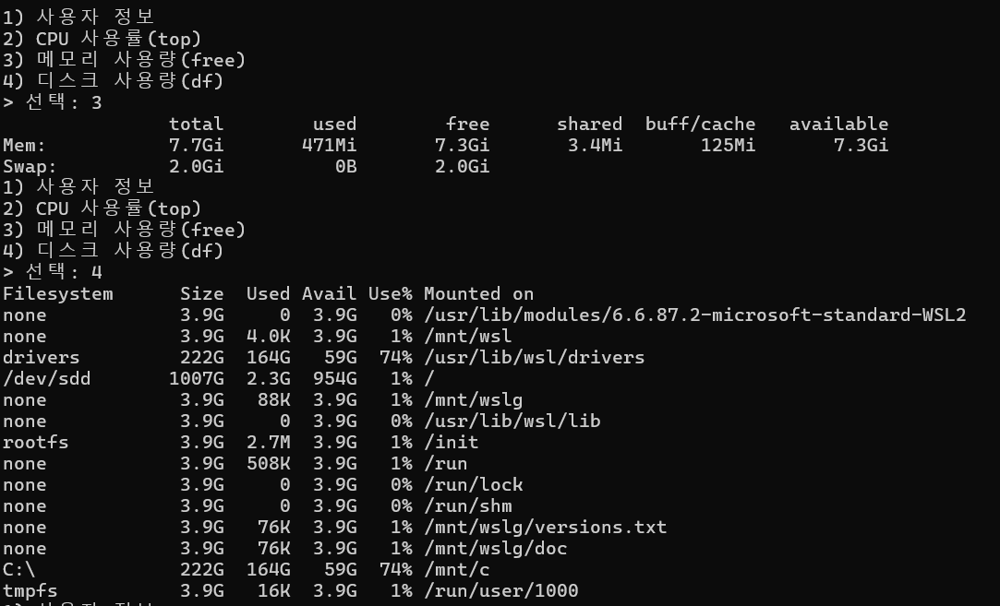 1) 사용자 정보
2) CPU 사용률(top)
3) 메모리 사용량(free)
4) 디스크 사용량(df)
> 선택: 3
               total        used        free      shared  buff/cache   available
Mem:           7.7Gi       471Mi       7.3Gi       3.4Mi       125Mi       7.3Gi
Swap:          2.0Gi          0B       2.0Gi
1) 사용자 정보
2) CPU 사용률(top)
3) 메모리 사용량(free)
4) 디스크 사용량(df)
> 선택: 4
Filesystem      Size  Used Avail Use% Mounted on
none            3.9G     0  3.9G   0% /usr/lib/modules/6.6.87.2-microsoft-standard-WSL2
none            3.9G  4.0K  3.9G   1% /mnt/wsl
drivers         222G  164G   59G  74% /usr/lib/wsl/drivers
/dev/sdd       1007G  2.3G  954G   1% /
none            3.9G   88K  3.9G   1% /mnt/wslg
none            3.9G     0  3.9G   0% /usr/lib/wsl/lib
rootfs          3.9G  2.7M  3.9G   1% /init
none            3.9G  508K  3.9G   1% /run
none            3.9G     0  3.9G   0% /run/lock
none            3.9G     0  3.9G   0% /run/shm
none            3.9G   76K  3.9G   1% /mnt/wslg/versions.txt
none            3.9G   76K  3.9G   1% /mnt/wslg/doc
C:\             222G  164G   59G  74% /mnt/c
tmpfs           3.9G   16K  3.9G   1% /run/user/1000